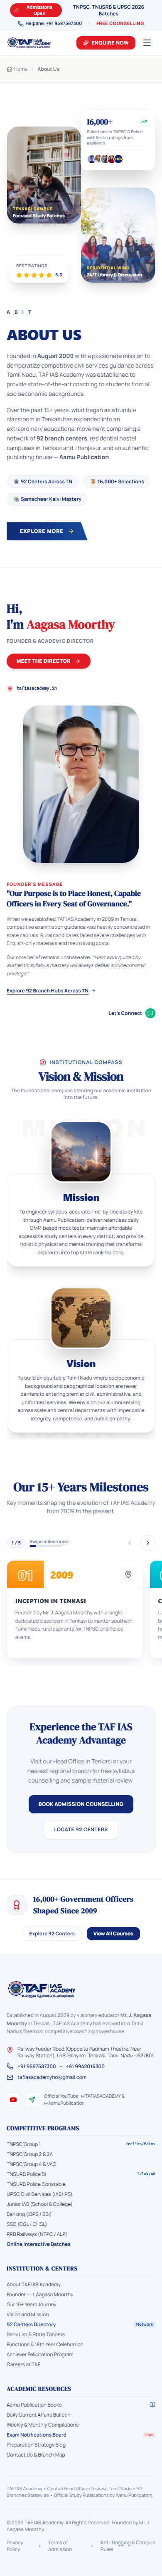 Admissions Open
TNPSC, TNUSRB & UPSC 2026 Batches
Helpline: +91 9597587300
FREE COUNSELLING
TAF IAS ACADEMY
ENQUIRE NOW
Home
About Us
16,000+
Selections in TNPSC & Police with 5-star ratings from aspirants.
TENKASI CAMPUS
Focused Study Batches
RESIDENTIAL WING
24/7 Library & Discussion
BEST RATINGS
5.0
A B I T
ABOUT US
Founded in August 2009 with a profound mission to democratize competitive civil services guidance across Tamil Nadu, TAF IAS Academy was established to provide first-rate government job coaching to aspirants from all socioeconomic backgrounds.
Over the past 15+ years, what began as a humble classroom initiative has transformed into an extraordinary educational movement, operating a network of 92 branch centers, residential mentorship campuses in Tenkasi and Thanjavur, and an authentic publishing house — Aamu Publication.
92 Centers Across TN
16,000+ Selections
Samacheer Kalvi Mastery
EXPLORE MORE
Hi,
I'm Aagasa Moorthy
FOUNDER & ACADEMIC DIRECTOR
MEET THE DIRECTOR
tafiasacademy.in
FOUNDER'S MESSAGE
"Our Purpose is to Place Honest, Capable Officers in Every Seat of Governance."
When we established TAF IAS Academy in 2009 in Tenkasi, competitive exam guidance was heavily concentrated in state capitals. Rural candidates faced severe challenges with English-only materials and moving living costs.
Our core belief remains unshakeable: "Hard work guided by authentic syllabus materials will always defeat socioeconomic privilege."
Explore 92 Branch Hubs Across TN
Let's Connect
INSTITUTIONAL COMPASS
Vision & Mission
The foundational compass steering our academic institution into the future.
Mission
To engineer syllabus-accurate, line-by-line study kits through Aamu Publication; deliver relentless daily OMR-based mock tests; maintain affordable accessible study centers in every district; and provide holistic mentorship that transforms hardworking aspirants into top state rank-holders.
Vision
To build an equitable Tamil Nadu where socioeconomic background and geographical location are never barriers to entering premier civil, administrative and uniformed services. We envision rural youth serving across state and central departments with absolute pride, integrity, and public empathy.
Our 15+ Years Milestones
Key moments shaping the evolution of TAF IAS Academy from 2009 to the present
1 / 5
Swipe milestones
01
2009
INCEPTION IN TENKASI
Founded by Mr. J. Aagasa Moorthy with a single dedicated classroom in Tenkasi to mentor southern Tamil Nadu rural aspirants for TNPSC and Police exams.
Experience the TAF IAS Academy Advantage
Visit our Head Office in Tenkasi or your nearest regional branch for free syllabus counselling and sample material review.
BOOK ADMISSION COUNSELLING
LOCATE 92 CENTERS
16,000+ Government Officers Shaped Since 2009
Explore 92 Centers
View All Courses
TAF IAS ACADEMY
Established in August 2009 by visionary educator Mr. J. Aagasa Moorthy in Tenkasi, TAF IAS Academy has evolved into Tamil Nadu's foremost competitive coaching powerhouse.
Railway Feeder Road (Opposite Padmam Theatre, Near Railway Station), LRS Palayam, Tenkasi, Tamil Nadu – 627801
+91 9597587300 • +91 9942016300
tafiasacademyho@gmail.com
Official YouTube: @TAFIASACADEMY & @AamuPublication
COMPETITIVE PROGRAMS
TNPSC Group 1
Prelims/Mains
TNPSC Group 2 & 2A
TNPSC Group 4 & VAO
TNUSRB Police SI
TNUSRB Police Constable
UPSC Civil Services (IAS/IPS)
Junior IAS (School & College)
Banking (IBPS / SBI)
SSC (CGL / CHSL)
RRB Railways (NTPC / ALP)
Online Interactive Batches
INSTITUTION & CENTERS
About TAF IAS Academy
Founder — J. Aagasa Moorthy
Our 15+ Years Journey
Vision and Mission
92 Centers Directory
Network
Rank List & State Toppers
Functions & 16th Year Celebration
Achiever Felicitation Program
Careers at TAF
ACADEMIC RESOURCES
Aamu Publication Books
Daily Current Affairs Bulletin
Weekly & Monthly Compilations
Exam Notifications Board
Live
Preparation Strategy Blog
Contact Us & Branch Map
TAF IAS Academy • Central Head Office: Tenkasi, Tamil Nadu • 92 Branches Statewide • Official Study Publications by Aamu Publication.
© 2026 TAF IAS Academy. All Rights Reserved. Founded by Mr. J. Aagasa Moorthy.
Privacy Policy • Terms of Admission • Anti-Ragging & Campus Rules